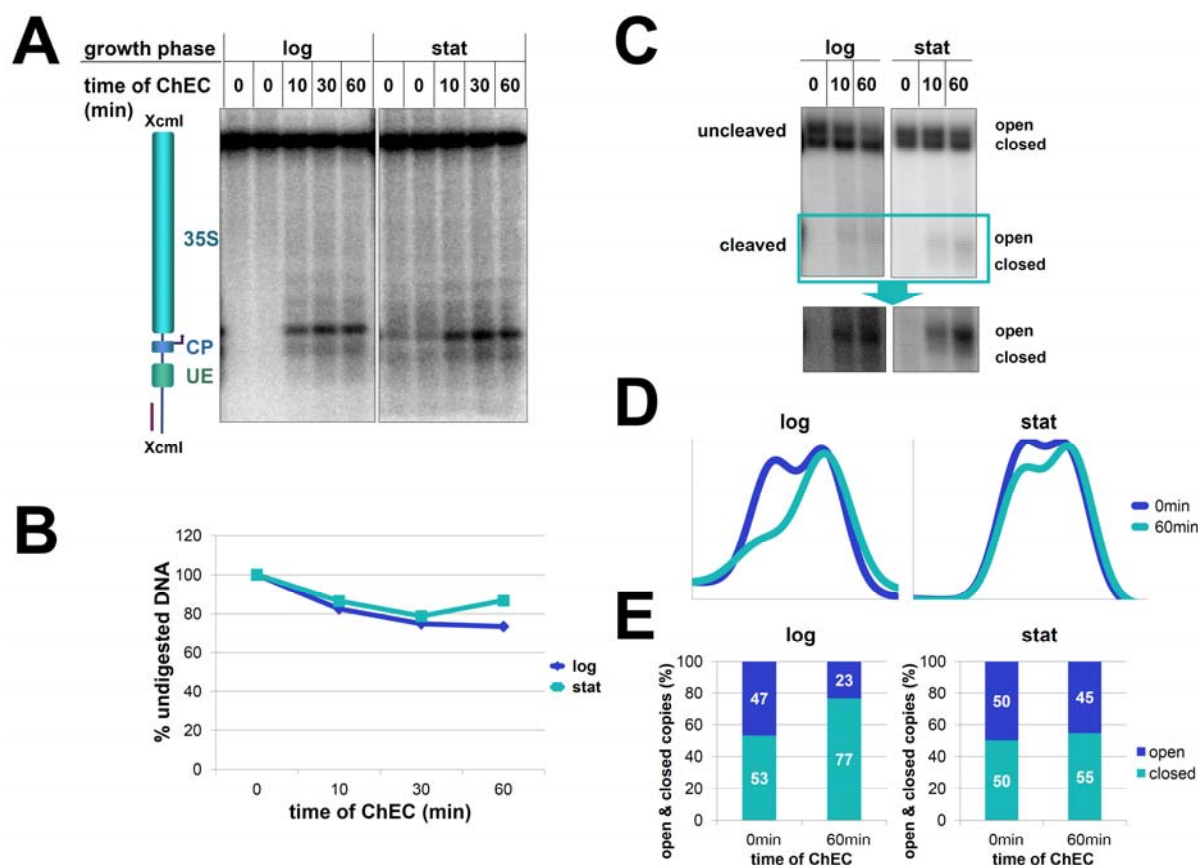 A
growth phase log stat
time of ChEC (min) 0 0 10 30 60 0 0 10 30 60
XcmI
35S
CP
UE
XcmI
B
120
100
80
60
40
20
0
% undigested DNA
0 10 30 60
time of ChEC (min)
log
stat
C
log stat
0 10 60 0 10 60
uncleaved
open
closed
cleaved
open
closed
open
closed
D
log stat
0min
60min
E
log stat
open & closed copies (%)
100
80
60
40
20
0
47 23
53 77
0min 60min
time of ChEC
open & closed copies (%)
100
80
60
40
20
0
50 45
50 55
0min 60min
time of ChEC
open
closed